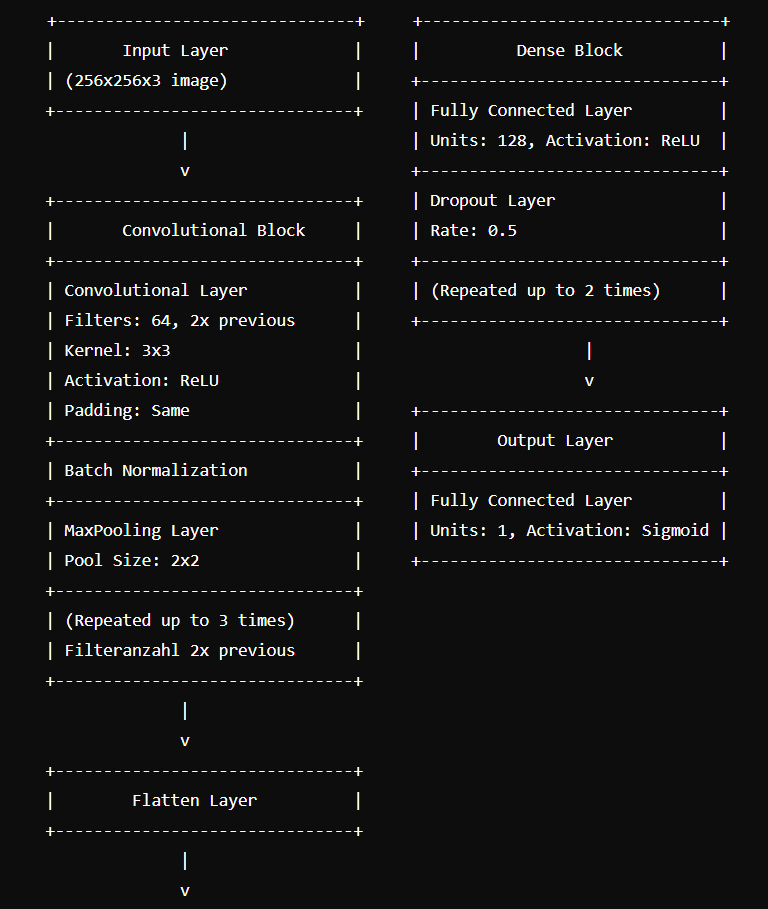 Input Layer
(256x256x3 image)
v
Convolutional Block
Convolutional Layer
Filters: 64, 2x previous
Kernel: 3x3
Activation: ReLU
Padding: Same
Batch Normalization
MaxPooling Layer
Pool Size: 2x2
(Repeated up to 3 times)
Filteranzahl 2x previous
v
Flatten Layer
v
Dense Block
Fully Connected Layer
Units: 128, Activation: ReLU
Dropout Layer
Rate: 0.5
(Repeated up to 2 times)
v
Output Layer
Fully Connected Layer
Units: 1, Activation: Sigmoid